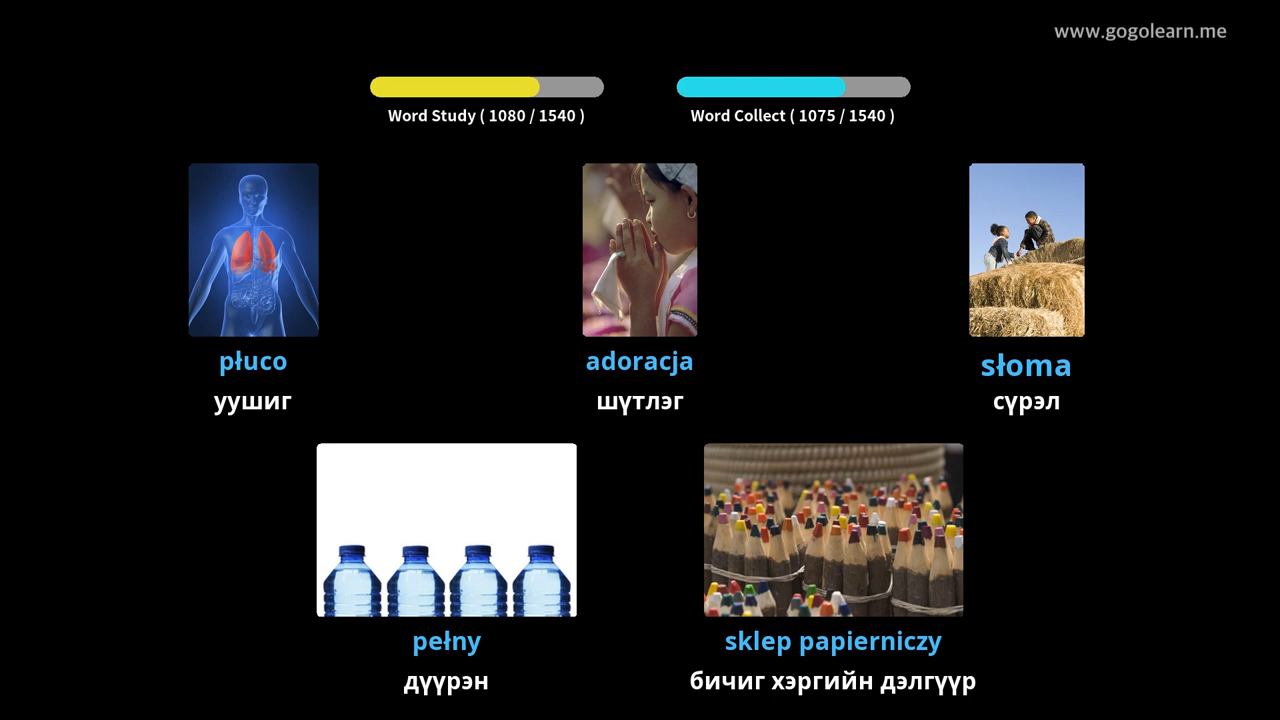 www.gogolearn.me
Word Study ( 1080 / 1540 )
Word Collect ( 1075 / 1540 )
płuco
уушиг
adoracja
шүтлэг
słoma
сүрэл
pełny
дүүрэн
sklep papierniczy
бичиг хэргийн дэлгүүр